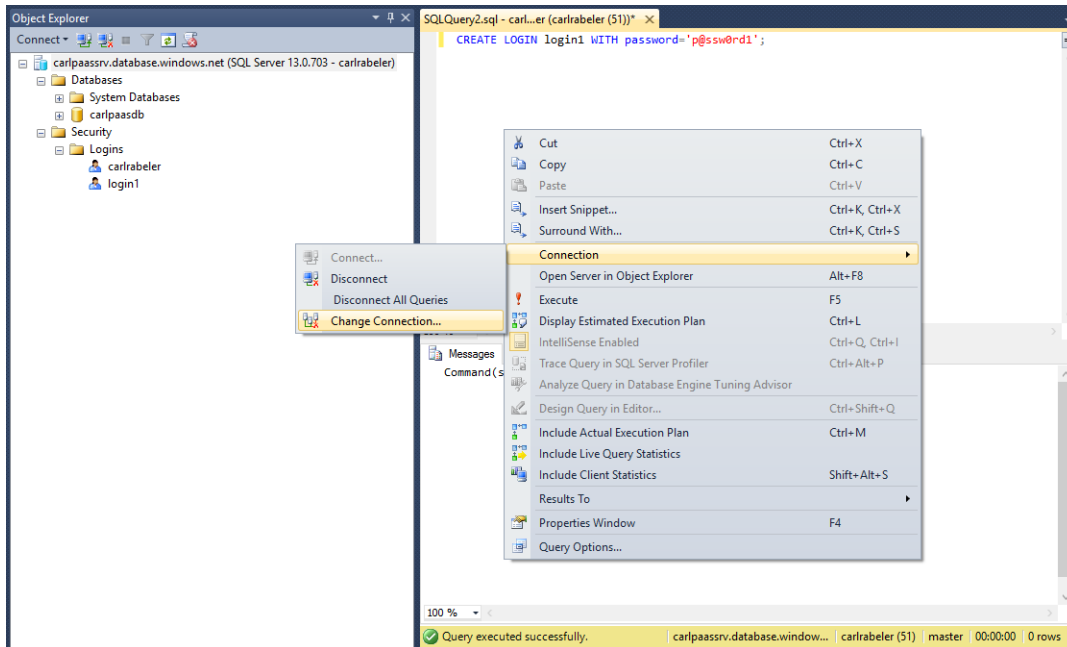 Object Explorer
Connect
carlpaassrv.database.windows.net (SQL Server 13.0.703 - carlrabeler)
Databases
System Databases
carlpaasdb
Security
Logins
carlrabeler
login1
SQLQuery2.sql - carl...er (carlrabeler (51))*
CREATE LOGIN login1 WITH password='p@ssw0rd1';
Cut Ctrl+X
Copy Ctrl+C
Paste Ctrl+V
Insert Snippet... Ctrl+K, Ctrl+X
Surround With... Ctrl+K, Ctrl+S
Connection
Open Server in Object Explorer Alt+F8
Execute F5
Display Estimated Execution Plan Ctrl+L
IntelliSense Enabled Ctrl+Q, Ctrl+I
Trace Query in SQL Server Profiler Ctrl+Alt+P
Analyze Query in Database Engine Tuning Advisor
Design Query in Editor... Ctrl+Shift+Q
Include Actual Execution Plan Ctrl+M
Include Live Query Statistics
Include Client Statistics Shift+Alt+S
Results To
Properties Window F4
Query Options...
Connect...
Disconnect
Disconnect All Queries
Change Connection...
Messages
Command(s
100 %
Query executed successfully. carlpaassrv.database.window... carlrabeler (51) master 00:00:00 0 rows